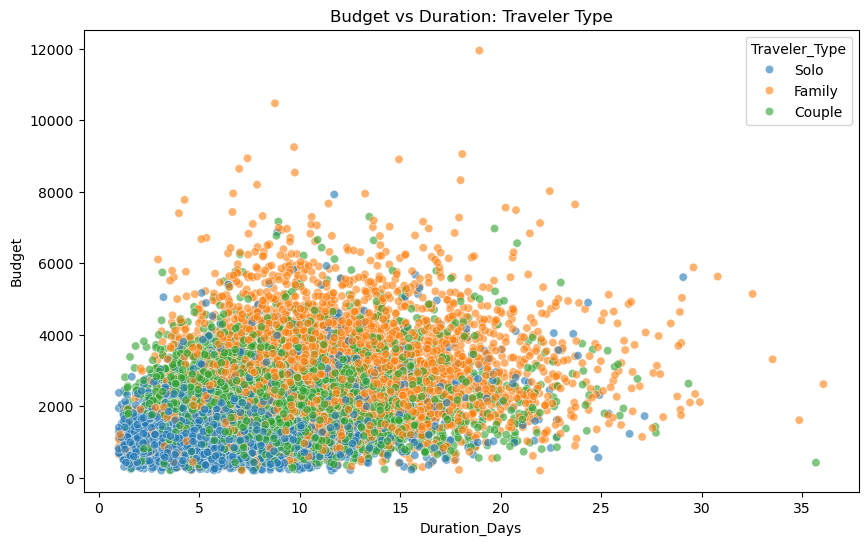 Budget vs Duration: Traveler Type
Traveler_Type
Solo
Family
Couple
12000
10000
8000
6000
4000
2000
0
Budget
0 5 10 15 20 25 30 35
Duration_Days